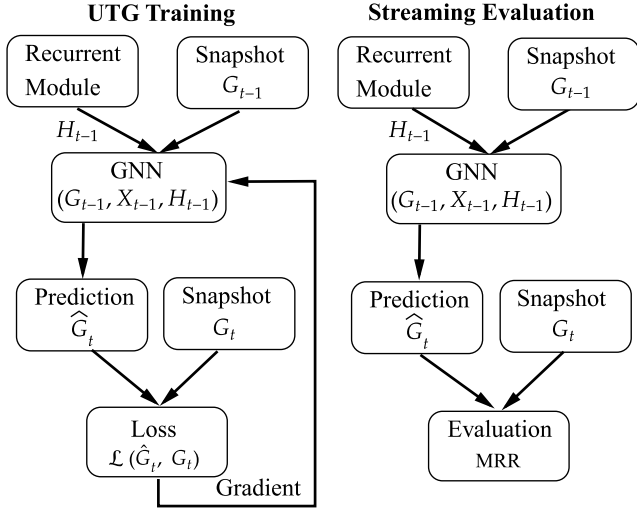 UTG Training
Recurrent
Module
Snapshot
G_{t-1}
H_{t-1}
GNN
(G_{t-1}, X_{t-1}, H_{t-1})
Prediction
Ĝ_t
Snapshot
G_t
Loss
ℒ (Ĝ_t, G_t)
Gradient
Streaming Evaluation
Recurrent
Module
Snapshot
G_{t-1}
H_{t-1}
GNN
(G_{t-1}, X_{t-1}, H_{t-1})
Prediction
Ĝ_t
Snapshot
G_t
Evaluation
MRR